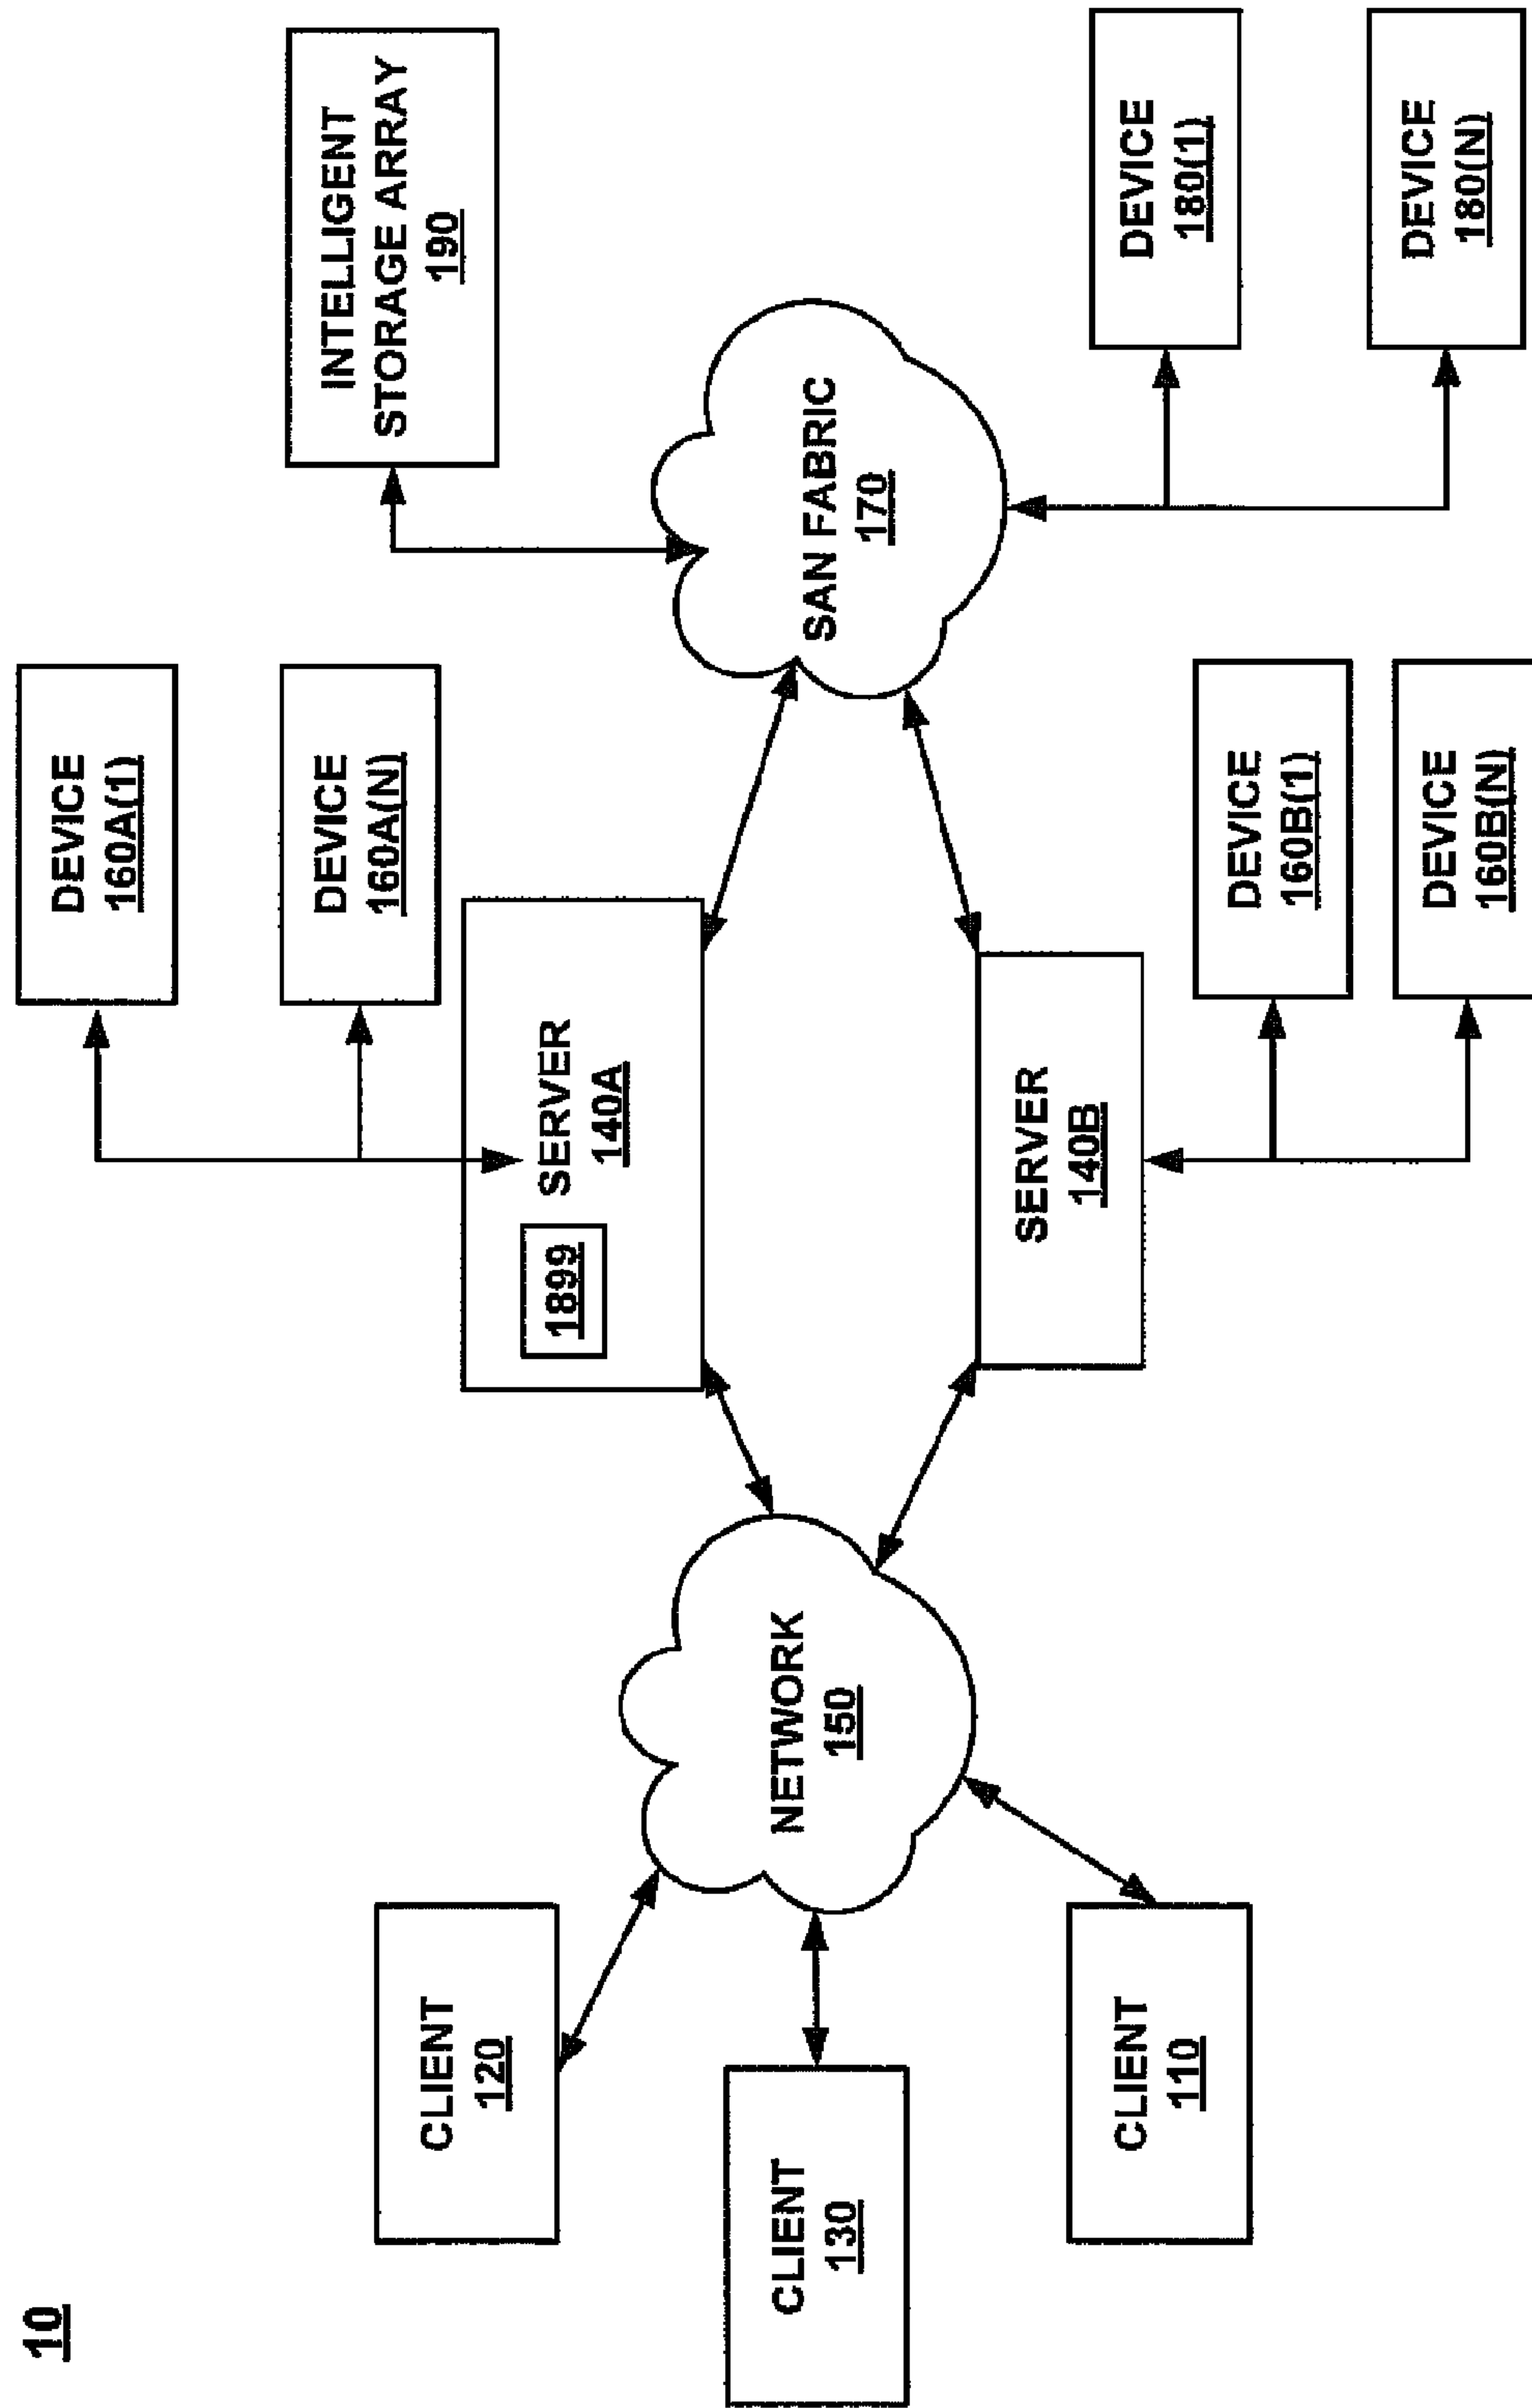 10
CLIENT
120
CLIENT
130
CLIENT
110
NETWORK
150
DEVICE
160A(1)
DEVICE
160A(N)
SERVER
140A
1899
SERVER
140B
DEVICE
160B(1)
DEVICE
160B(N)
SAN FABRIC
170
INTELLIGENT
STORAGE ARRAY
190
DEVICE
180(1)
DEVICE
180(N)